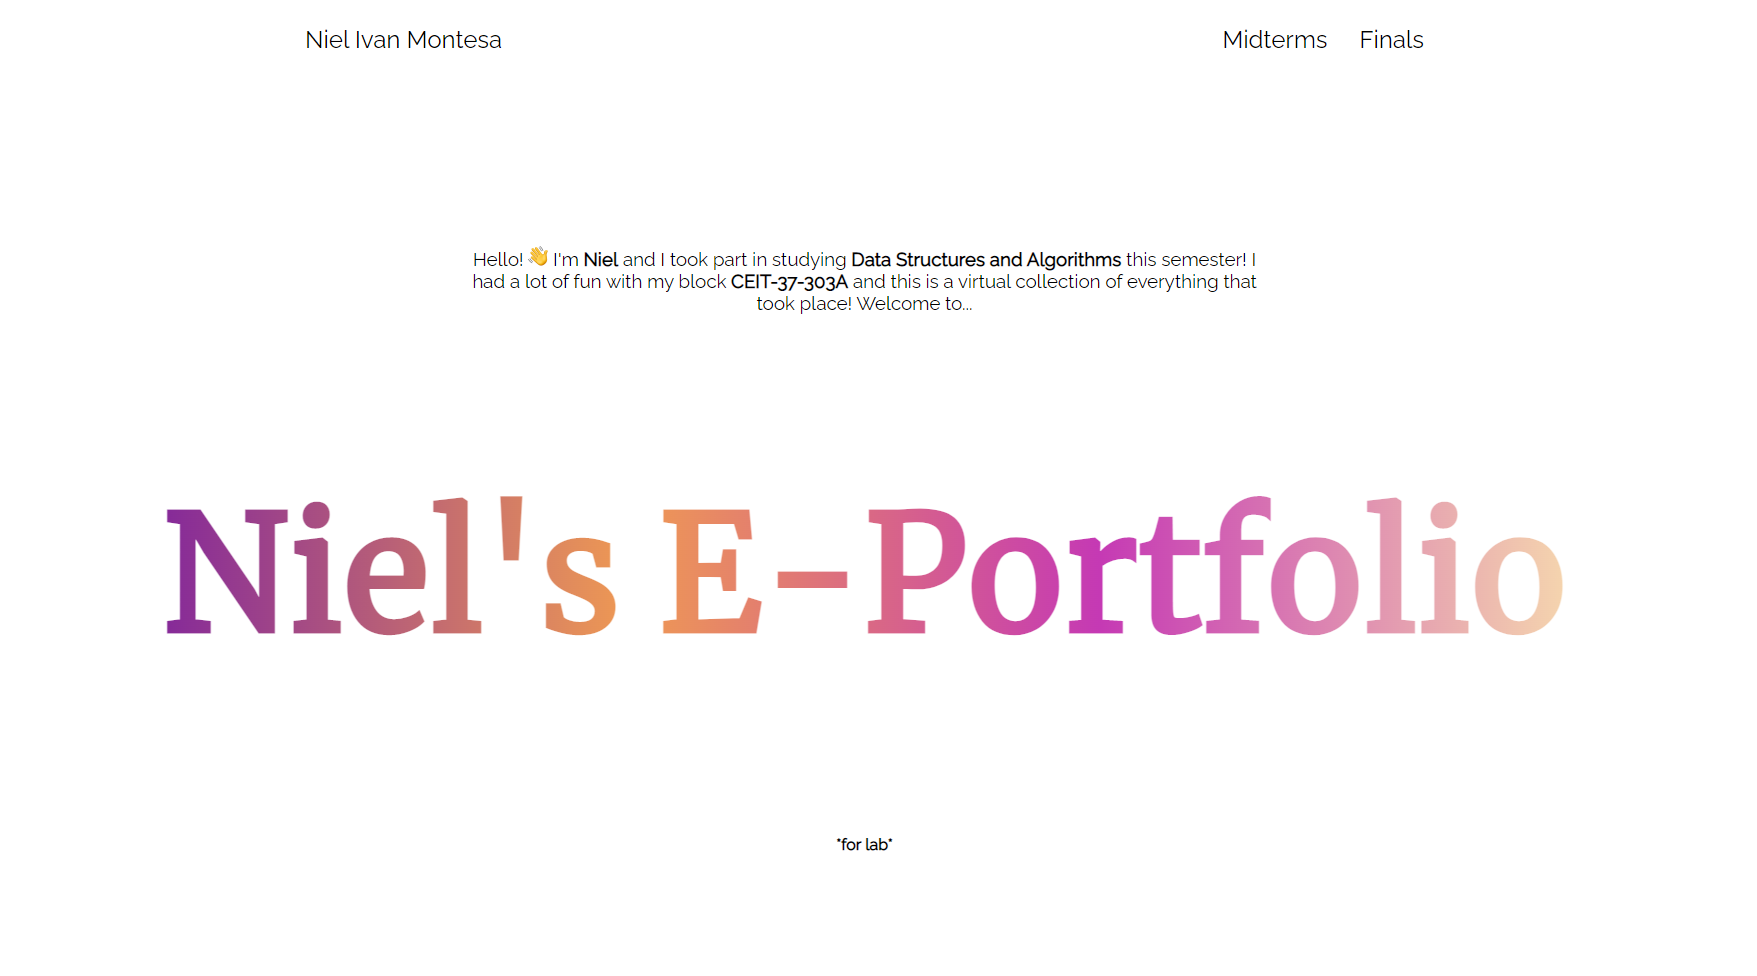 Niel Ivan Montesa
Midterms
Finals
Hello! 👋 I'm Niel and I took part in studying Data Structures and Algorithms this semester! I
had a lot of fun with my block CEIT-37-303A and this is a virtual collection of everything that
took place! Welcome to...
Niel's E-Portfolio
*for lab*